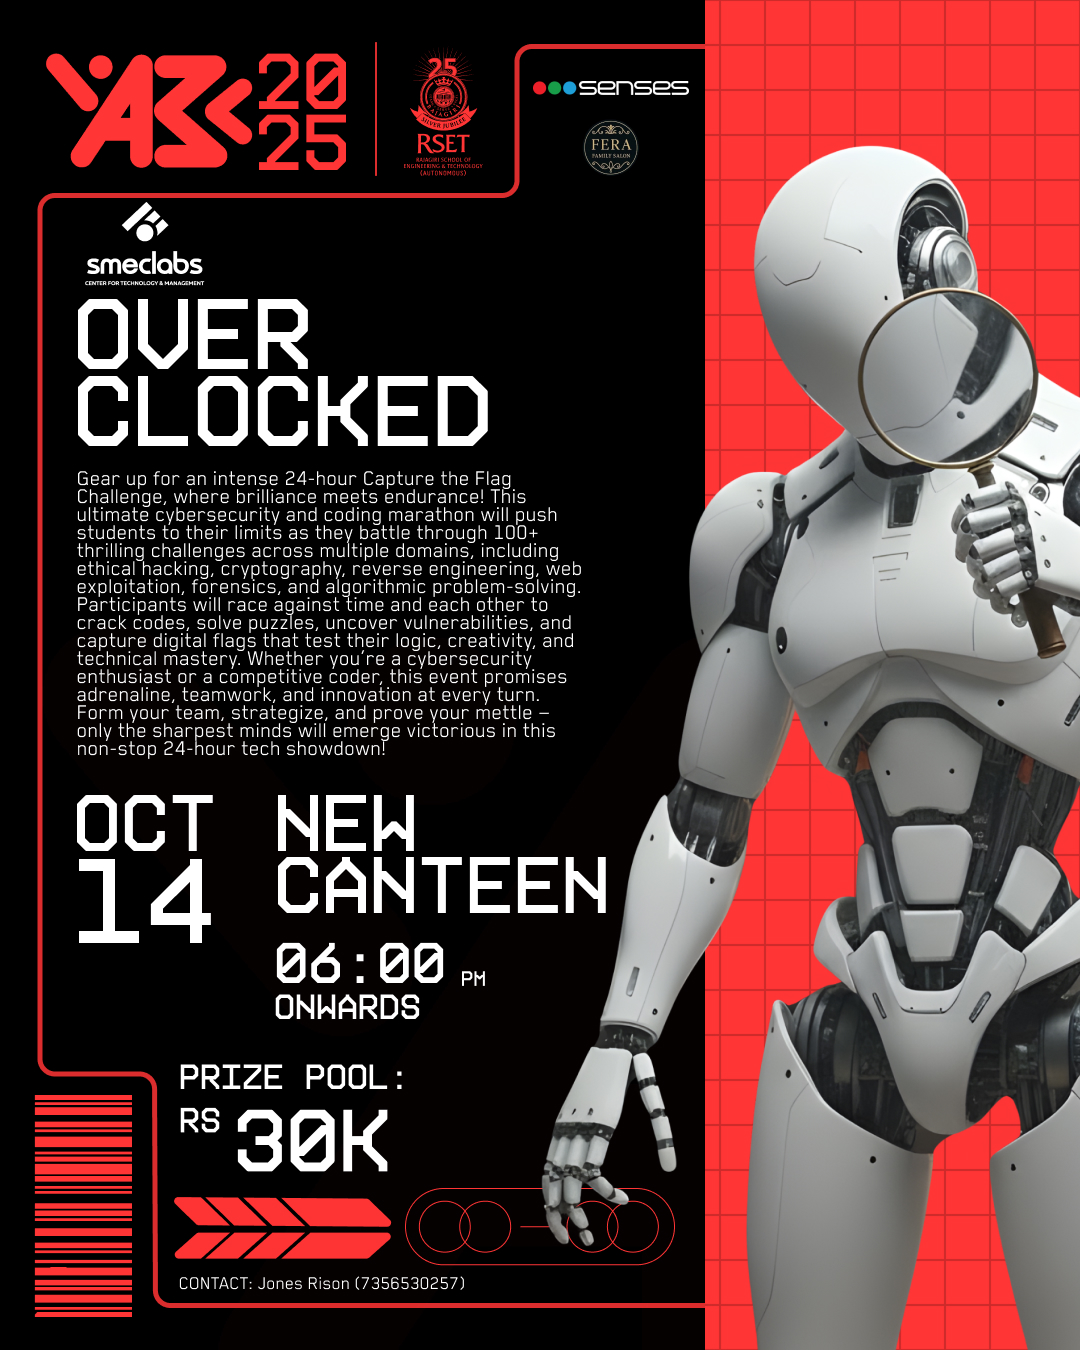 2025
25
RAJAGIRI
SILVER JUBILEE
RSET
RAJAGIRI SCHOOL OF
ENGINEERING & TECHNOLOGY
(AUTONOMOUS)
senses
FERA
FAMILY SALON
smeclabs
CENTER FOR TECHNOLOGY & MANAGEMENT
OVER
CLOCKED
Gear up for an intense 24-hour Capture the Flag
Challenge, where brilliance meets endurance! This
ultimate cybersecurity and coding marathon will push
students to their limits as they battle through 100+
thrilling challenges across multiple domains, including
ethical hacking, cryptography, reverse engineering, web
exploitation, forensics, and algorithmic problem-solving.
Participants will race against time and each other to
crack codes, solve puzzles, uncover vulnerabilities, and
capture digital flags that test their logic, creativity, and
technical mastery. Whether you're a cybersecurity
enthusiast or a competitive coder, this event promises
adrenaline, teamwork, and innovation at every turn.
Form your team, strategize, and prove your mettle –
only the sharpest minds will emerge victorious in this
non-stop 24-hour tech showdown!
OCT
14
NEW
CANTEEN
06:00 PM
ONWARDS
PRIZE POOL:
RS 30K
CONTACT: Jones Rison (7356530257)